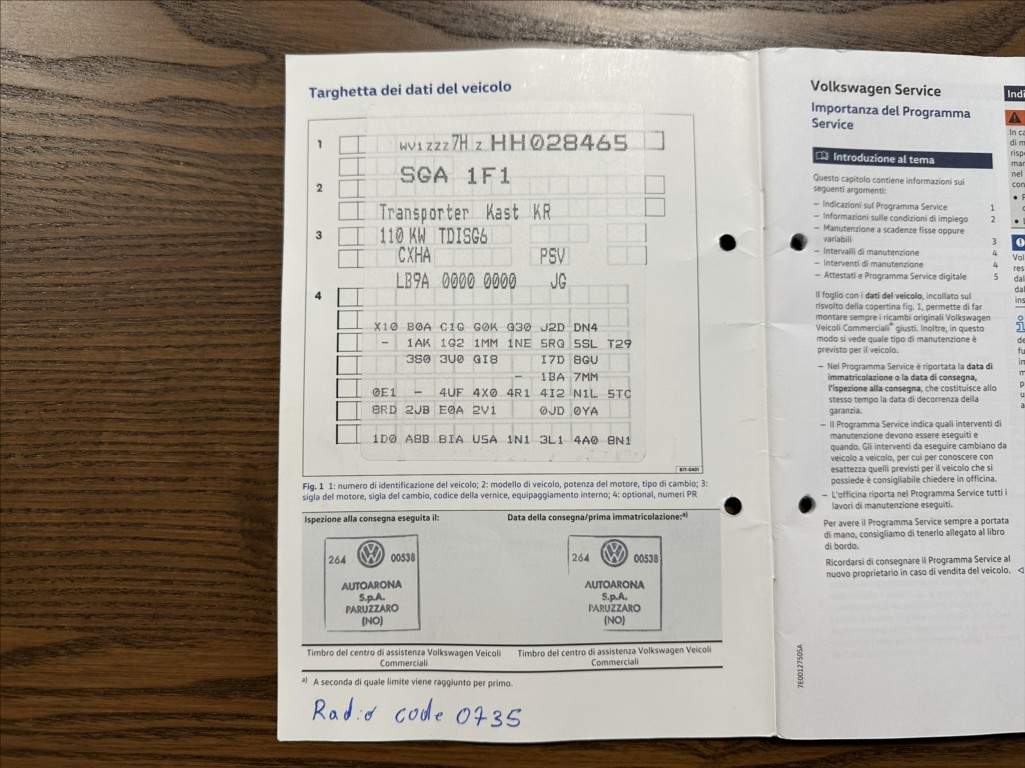 Targhetta dei dati del veicolo
1
WV1ZZZ7HZHH028465
SGA 1F1
2
Transporter Kast KR
3
110 KW TDISG6
CXHA PSV
LB9A 0000 0000 JG
4
X10 B0A C1G G0K G30 J2D DN4
- 1AK 1G2 1MM 1NE 5RQ 5SL T29
3S0 3U0 GI8 I7D 8GU
- 1BA 7MM
0E1 - 4UF 4X0 4R1 4I2 N1L 5TC
8RD 2JB E0A 2V1 0JD 0YA
1D0 A8B BIA U5A 1N1 3L1 4A0 8N1
Fig. 1 1: numero di identificazione del veicolo; 2: modello di veicolo, potenza del motore, tipo di cambio; 3:
sigla del motore, sigla del cambio, codice della vernice, equipaggiamento interno; 4: optional, numeri PR
Ispezione alla consegna eseguita il:
Data della consegna/prima immatricolazione:a)
264 00538
AUTOARONA
S.p.A.
PARUZZARO
(NO)
264 00538
AUTOARONA
S.p.A.
PARUZZARO
(NO)
Timbro del centro di assistenza Volkswagen Veicoli
Commerciali
Timbro del centro di assistenza Volkswagen Veicoli
Commerciali
a) A seconda di quale limite viene raggiunto per primo.
Radio code 0735
Volkswagen Service
Importanza del Programma
Service
Introduzione al tema
Questo capitolo contiene informazioni sui
seguenti argomenti:
– Indicazioni sul Programma Service 1
– Informazioni sulle condizioni di impiego 2
– Manutenzione a scadenze fisse oppure
variabili 3
– Intervalli di manutenzione 4
– Interventi di manutenzione 4
– Attestati e Programma Service digitale 5
Il foglio con i dati del veicolo, incollato sul
risvolto della copertina fig. 1, permette di far
montare sempre i ricambi originali Volkswagen
Veicoli Commerciali® giusti. Inoltre, in questo
modo si vede quale tipo di manutenzione è
previsto per il veicolo.
– Nel Programma Service è riportata la data di
immatricolazione o la data di consegna,
l'ispezione alla consegna, che costituisce allo
stesso tempo la data di decorrenza della
garanzia.
– Il Programma Service indica quali interventi di
manutenzione devono essere eseguiti e
quando. Gli interventi da eseguire cambiano da
veicolo a veicolo, per cui per conoscere con
esattezza quelli previsti per il veicolo che si
possiede è consigliabile chiedere in officina.
– L'officina riporta nel Programma Service tutti i
lavori di manutenzione eseguiti.
Per avere il Programma Service sempre a portata
di mano, consigliamo di tenerlo allegato al libro
di bordo.
Ricordarsi di consegnare il Programma Service al
nuovo proprietario in caso di vendita del veicolo.
7E0012750SA